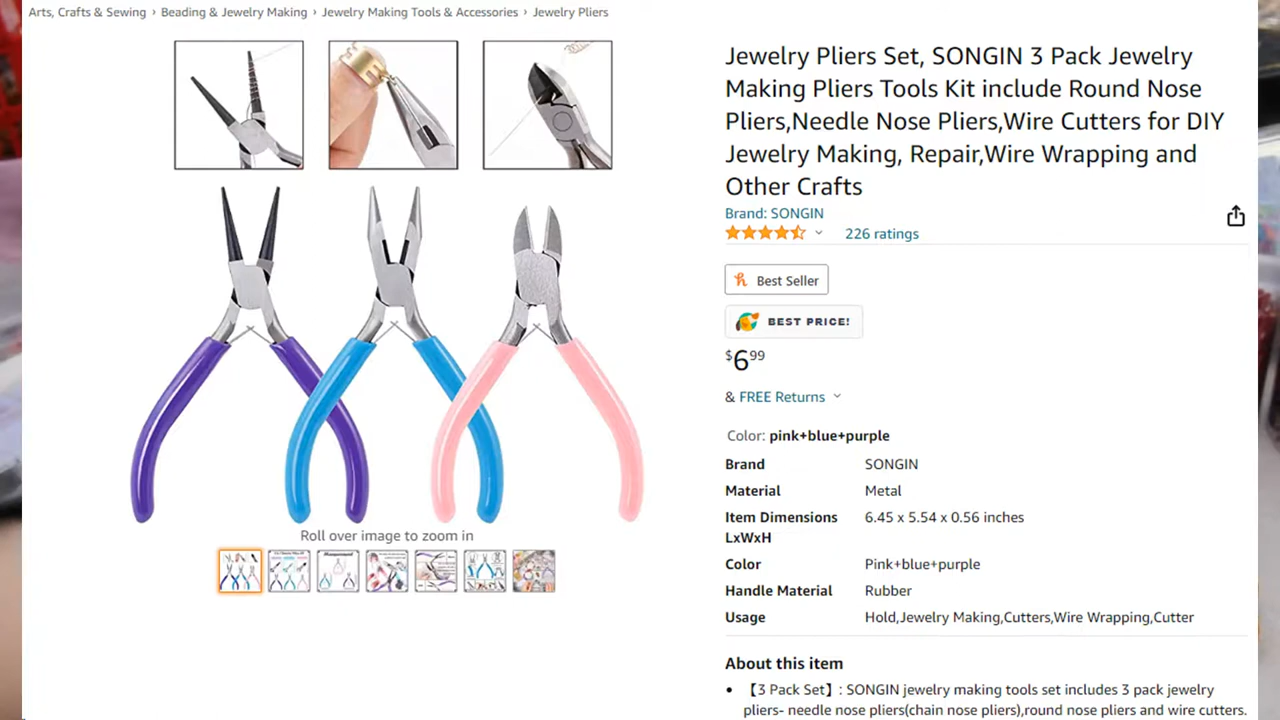 Arts, Crafts & Sewing › Beading & Jewelry Making › Jewelry Making Tools & Accessories › Jewelry Pliers
Jewelry Pliers Set, SONGIN 3 Pack Jewelry
Making Pliers Tools Kit include Round Nose
Pliers,Needle Nose Pliers,Wire Cutters for DIY
Jewelry Making, Repair,Wire Wrapping and
Other Crafts
Brand: SONGIN
226 ratings
h Best Seller
BEST PRICE!
$6 99
& FREE Returns
Color: pink+blue+purple
Brand SONGIN
Material Metal
Item Dimensions 6.45 x 5.54 x 0.56 inches
LxWxH
Color Pink+blue+purple
Handle Material Rubber
Usage Hold,Jewelry Making,Cutters,Wire Wrapping,Cutter
About this item
• 【3 Pack Set】: SONGIN jewelry making tools set includes 3 pack jewelry
pliers- needle nose pliers(chain nose pliers),round nose pliers and wire cutters.
Roll over image to zoom in